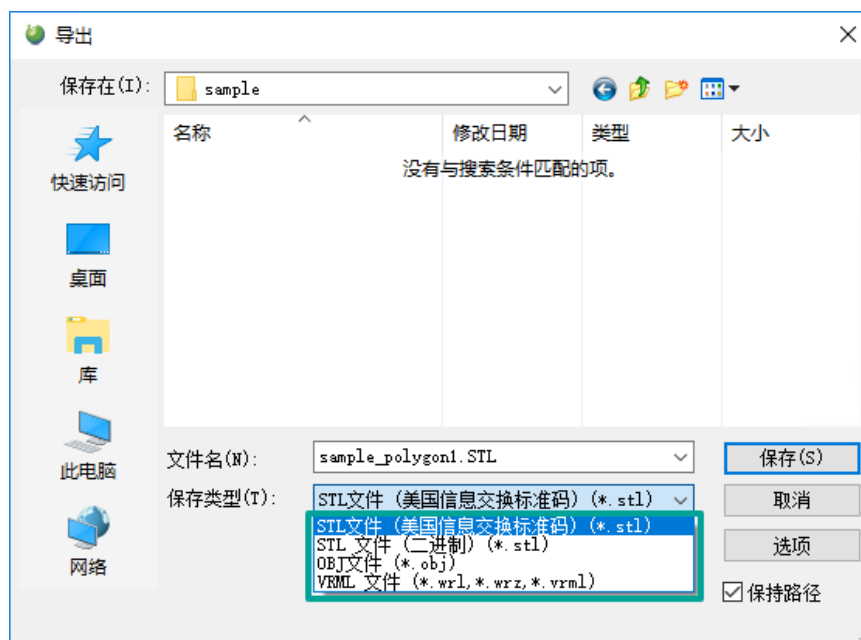 导出
保存在(I): sample
名称 修改日期 类型 大小
没有与搜索条件匹配的项。
快速访问
桌面
库
此电脑
网络
文件名(N): sample_polygon1.STL 保存(S)
保存类型(T): STL文件 (美国信息交换标准码) (*.stl) 取消
STL文件 (美国信息交换标准码) (*.stl)
STL 文件 (二进制) (*.stl)
OBJ文件 (*.obj)
VRML 文件 (*.wrl,*.wrz,*.vrml)
选项
保持路径